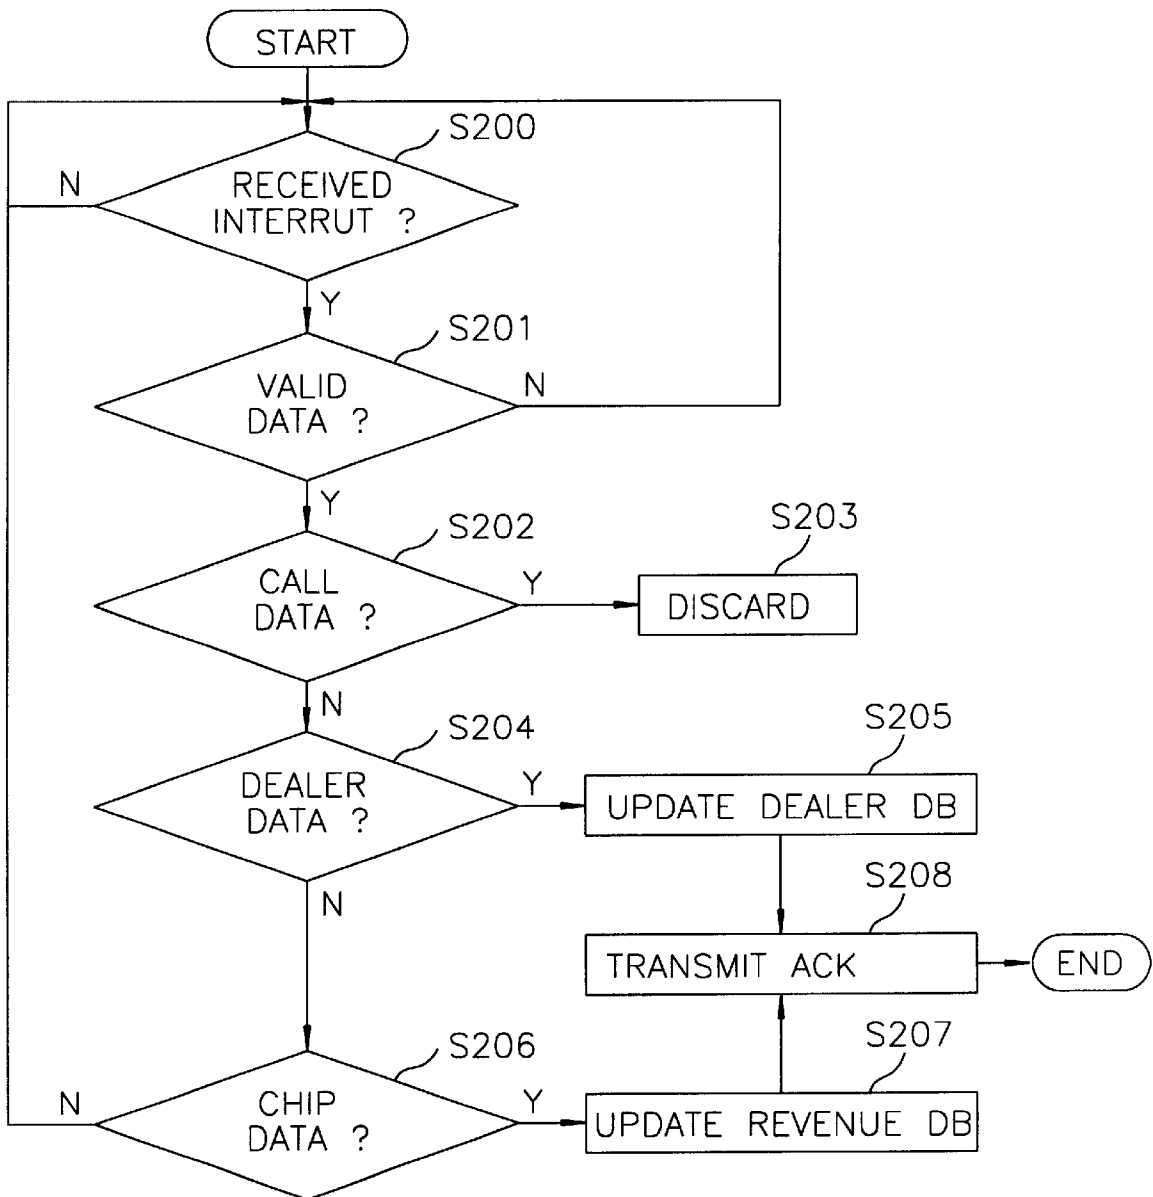 START
S200
N
RECEIVED
INTERRUT ?
Y
S201
VALID
DATA ?
N
Y
S202
S203
CALL
DATA ?
Y
DISCARD
N
S204
S205
DEALER
DATA ?
Y
UPDATE DEALER DB
N
S208
TRANSMIT ACK
END
S206
S207
N
CHIP
DATA ?
Y
UPDATE REVENUE DB